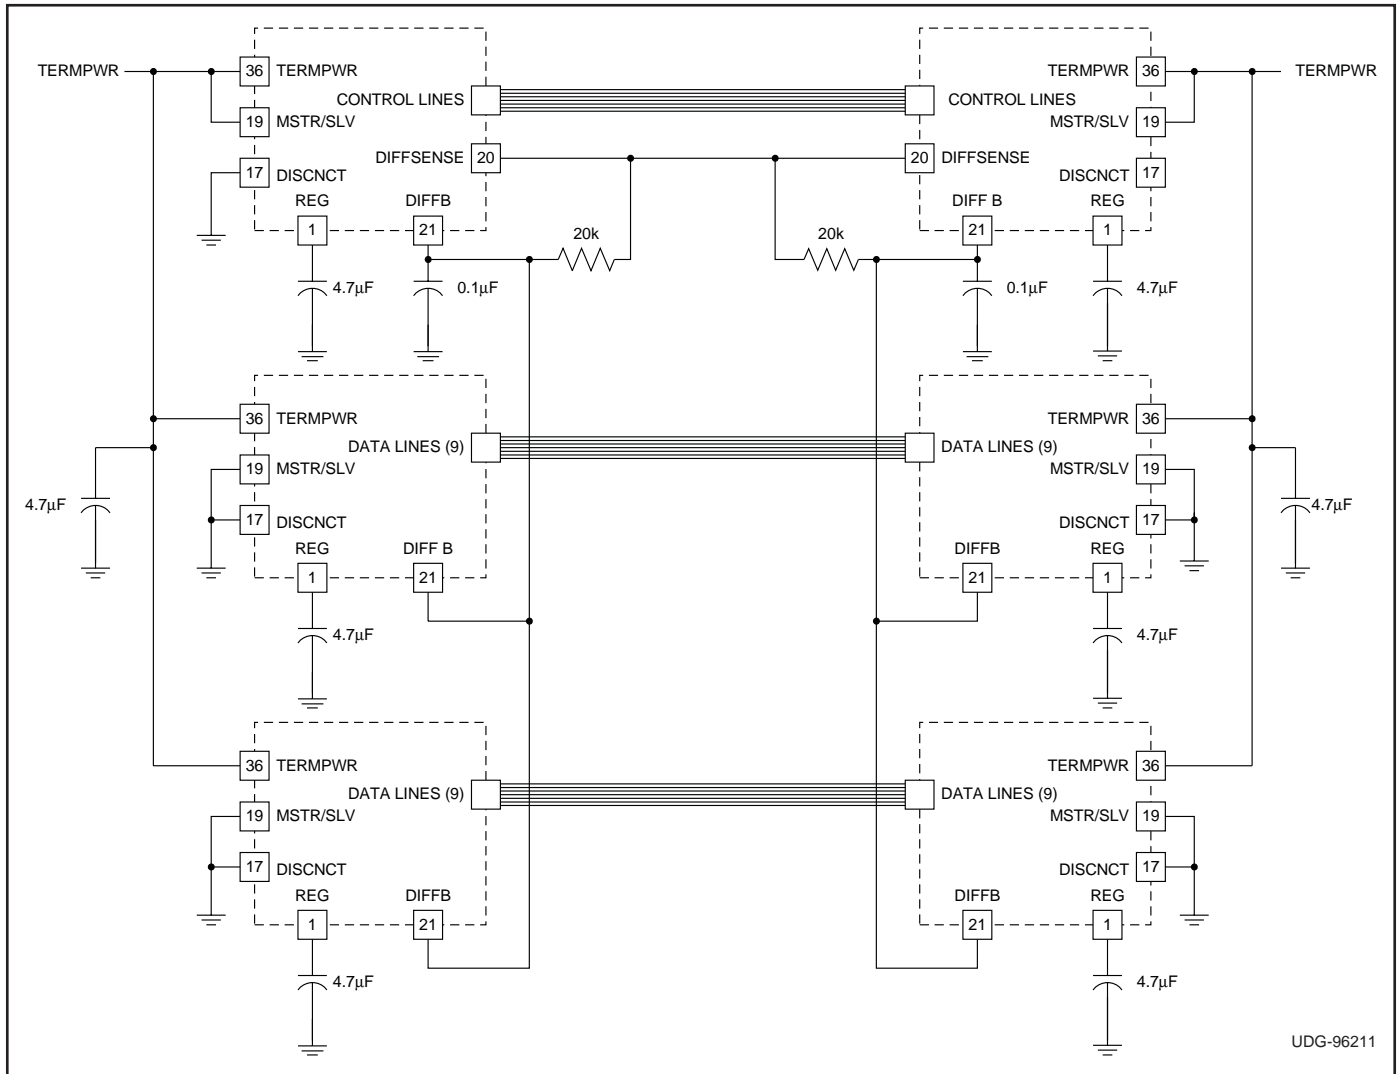 TERMPWR 36 TERMPWR TERMPWR 36 TERMPWR
CONTROL LINES CONTROL LINES
19 MSTR/SLV MSTR/SLV 19
DIFFSENSE 20 20 DIFFSENSE
17 DISCNCT DISCNCT 17
REG DIFFB DIFF B REG
1 21 21 1
20k 20k
4.7µF 0.1µF 0.1µF 4.7µF
36 TERMPWR TERMPWR 36
DATA LINES (9) DATA LINES (9)
19 MSTR/SLV MSTR/SLV 19
4.7µF 4.7µF
17 DISCNCT DISCNCT 17
REG DIFF B DIFFB REG
1 21 21 1
4.7µF 4.7µF
36 TERMPWR TERMPWR 36
DATA LINES (9) DATA LINES (9)
19 MSTR/SLV MSTR/SLV 19
17 DISCNCT DISCNCT 17
REG DIFFB DIFFB REG
1 21 21 1
4.7µF 4.7µF
UDG-96211